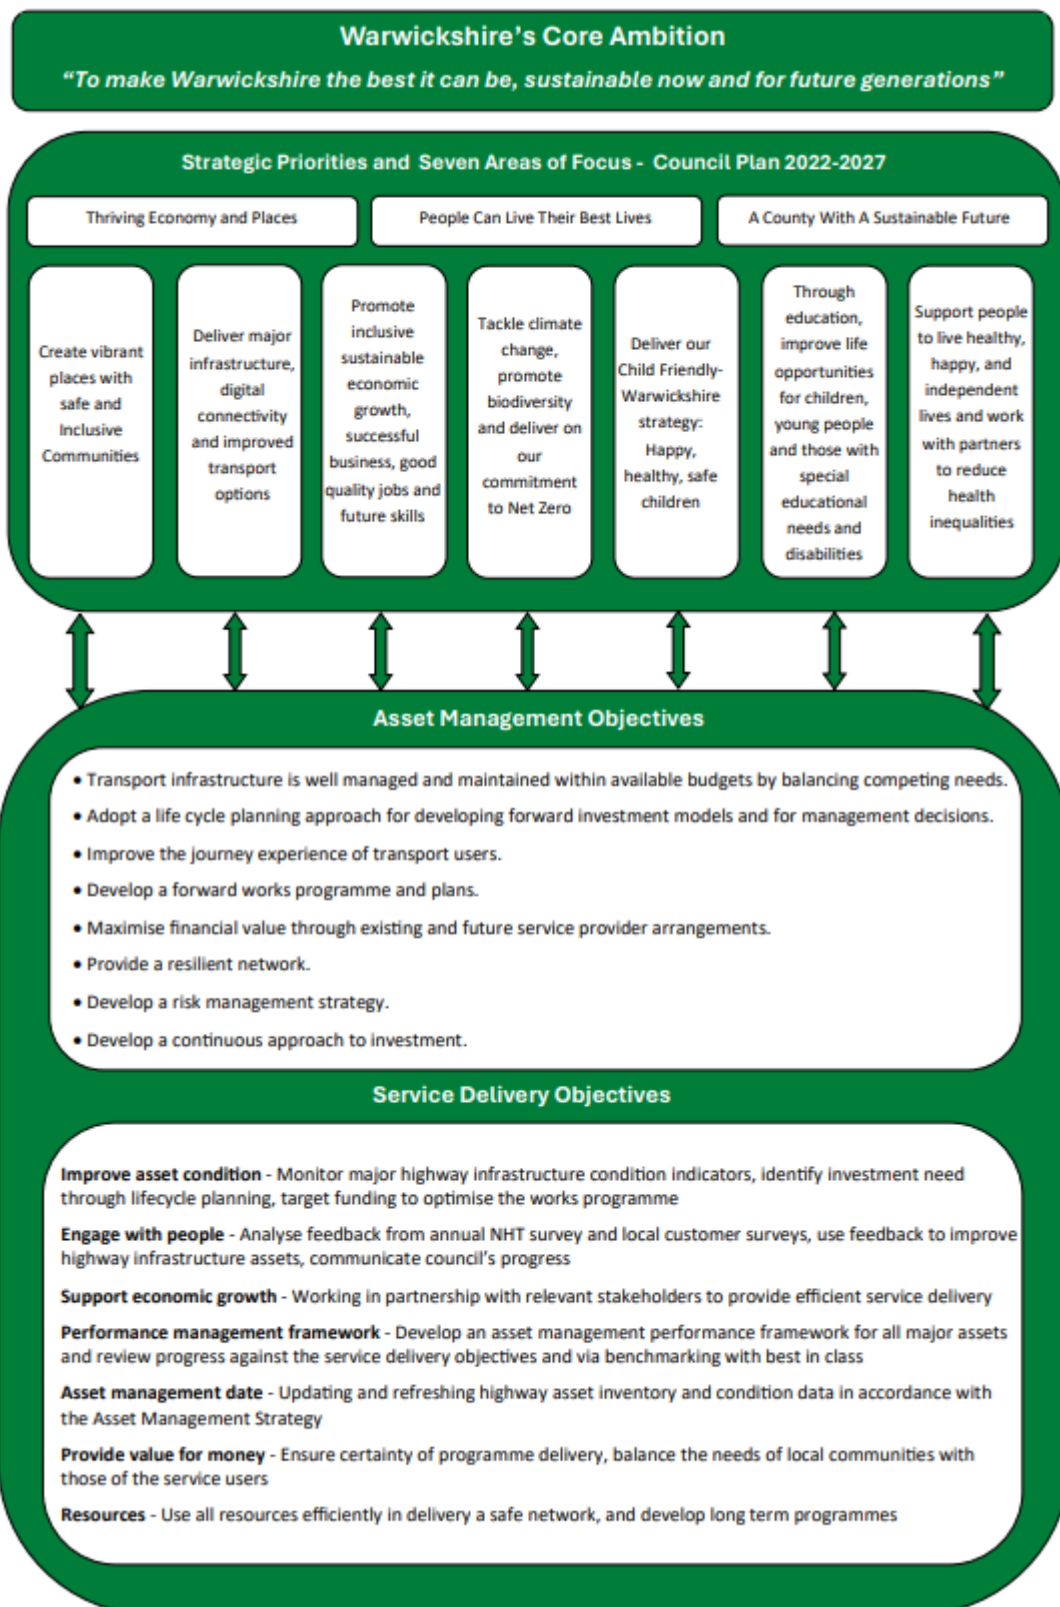 Warwickshire's Core Ambition
“To make Warwickshire the best it can be, sustainable now and for future generations”
Strategic Priorities and Seven Areas of Focus - Council Plan 2022-2027
Thriving Economy and Places
People Can Live Their Best Lives
A County With A Sustainable Future
Create vibrant
places with
safe and
Inclusive
Communities
Deliver major
infrastructure,
digital
connectivity
and improved
transport
options
Promote
inclusive
sustainable
economic
growth,
successful
business, good
quality jobs and
future skills
Tackle climate
change,
promote
biodiversity
and deliver on
our
commitment
to Net Zero
Deliver our
Child Friendly-
Warwickshire
strategy:
Happy,
healthy, safe
children
Through
education,
improve life
opportunities
for children,
young people
and those with
special
educational
needs and
disabilities
Support people
to live healthy,
happy, and
independent
lives and work
with partners
to reduce
health
inequalities
Asset Management Objectives
• Transport infrastructure is well managed and maintained within available budgets by balancing competing needs.
• Adopt a life cycle planning approach for developing forward investment models and for management decisions.
• Improve the journey experience of transport users.
• Develop a forward works programme and plans.
• Maximise financial value through existing and future service provider arrangements.
• Provide a resilient network.
• Develop a risk management strategy.
• Develop a continuous approach to investment.
Service Delivery Objectives
Improve asset condition - Monitor major highway infrastructure condition indicators, identify investment need
through lifecycle planning, target funding to optimise the works programme
Engage with people - Analyse feedback from annual NHT survey and local customer surveys, use feedback to improve
highway infrastructure assets, communicate council's progress
Support economic growth - Working in partnership with relevant stakeholders to provide efficient service delivery
Performance management framework - Develop an asset management performance framework for all major assets
and review progress against the service delivery objectives and via benchmarking with best in class
Asset management date - Updating and refreshing highway asset inventory and condition data in accordance with
the Asset Management Strategy
Provide value for money - Ensure certainty of programme delivery, balance the needs of local communities with
those of the service users
Resources - Use all resources efficiently in delivery a safe network, and develop long term programmes